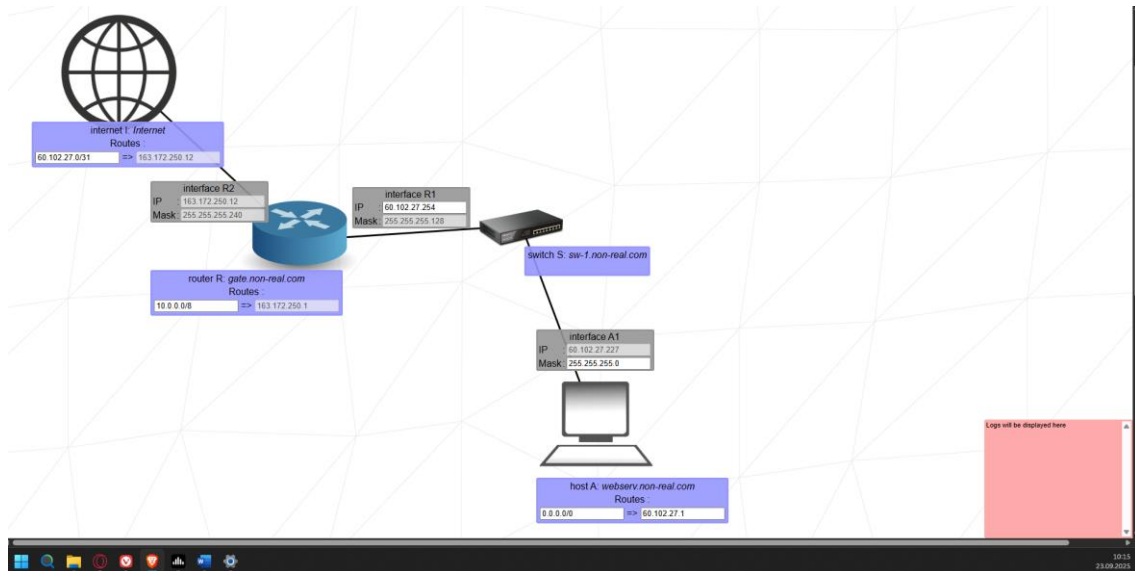 internet I: Internet
Routes :
60.102.27.0/31 => 163.172.250.12
interface R2
IP : 163.172.250.12
Mask : 255.255.255.240
interface R1
IP : 60.102.27.254
Mask : 255.255.255.128
switch S: sw-1.non-real.com
router R: gate.non-real.com
Routes :
10.0.0.0/8 => 163.172.250.1
interface A1
IP : 60.102.27.227
Mask : 255.255.255.0
host A: webserv.non-real.com
Routes :
0.0.0.0/0 => 60.102.27.1
Logs will be displayed here
10:15
23.09.2025